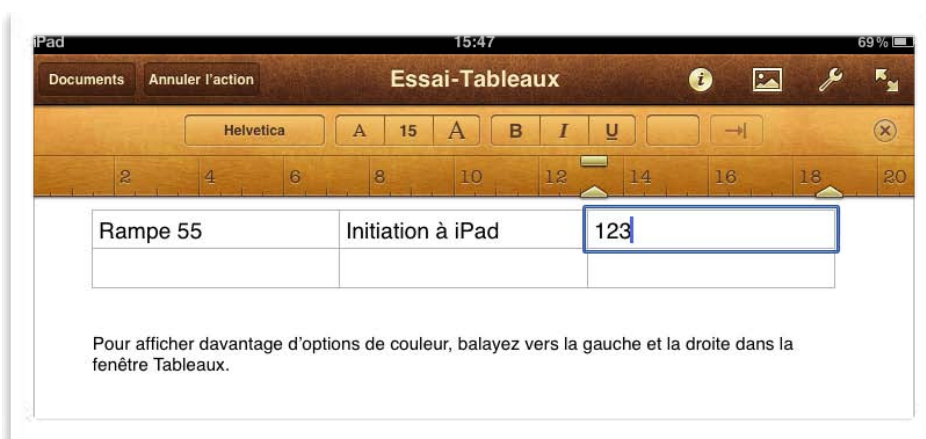 iPad 15:47 69 %
Documents Annuler l'action Essai-Tableaux i
Helvetica A 15 A B I U
2 4 6 8 10 12 14 16 18 20
Rampe 55 Initiation à iPad 123
Pour afficher davantage d'options de couleur, balayez vers la gauche et la droite dans la
fenêtre Tableaux.